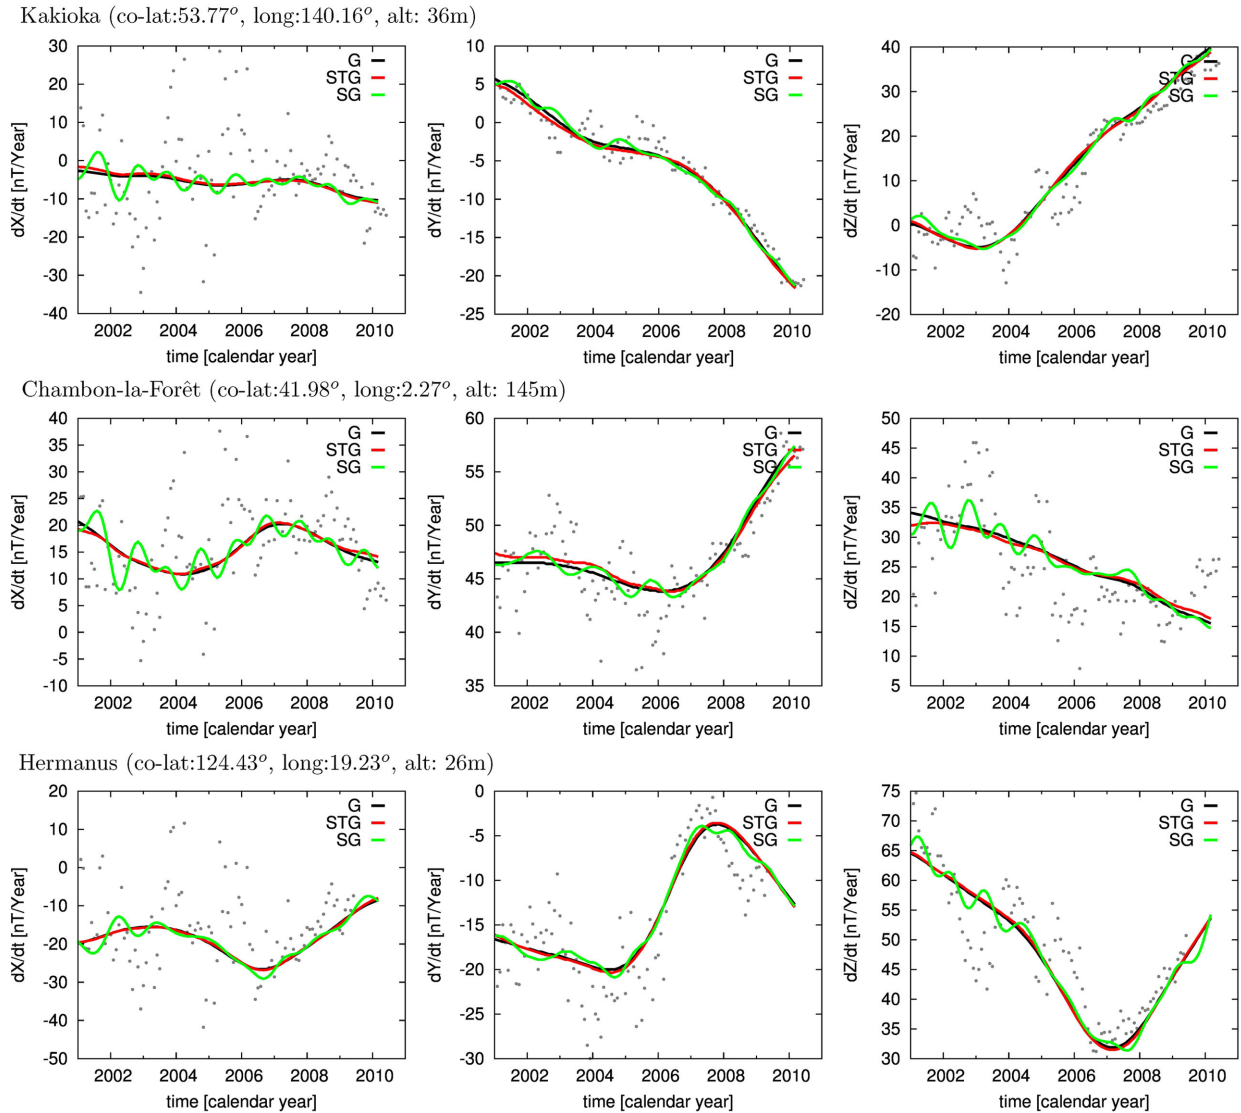 Kakioka (co-lat:53.77°, long:140.16°, alt: 36m)
30
20
10
0
-10
-20
-30
-40
dX/dt [nT/Year]
G
STG
SG
2002 2004 2006 2008 2010
time [calendar year]
10
5
0
-5
-10
-15
-20
-25
dY/dt [nT/Year]
G
STG
SG
2002 2004 2006 2008 2010
time [calendar year]
40
30
20
10
0
-10
-20
dZ/dt [nT/Year]
G
STG
SG
2002 2004 2006 2008 2010
time [calendar year]
Chambon-la-Forêt (co-lat:41.98°, long:2.27°, alt: 145m)
40
35
30
25
20
15
10
5
0
-5
-10
dX/dt [nT/Year]
G
STG
SG
2002 2004 2006 2008 2010
time [calendar year]
60
55
50
45
40
35
dY/dt [nT/Year]
G
STG
SG
2002 2004 2006 2008 2010
time [calendar year]
50
45
40
35
30
25
20
15
10
5
dZ/dt [nT/Year]
G
STG
SG
2002 2004 2006 2008 2010
time [calendar year]
Hermanus (co-lat:124.43°, long:19.23°, alt: 26m)
20
10
0
-10
-20
-30
-40
-50
dX/dt [nT/Year]
G
STG
SG
2002 2004 2006 2008 2010
time [calendar year]
0
-5
-10
-15
-20
-25
-30
dY/dt [nT/Year]
G
STG
SG
2002 2004 2006 2008 2010
time [calendar year]
75
70
65
60
55
50
45
40
35
30
dZ/dt [nT/Year]
G
STG
SG
2002 2004 2006 2008 2010
time [calendar year]